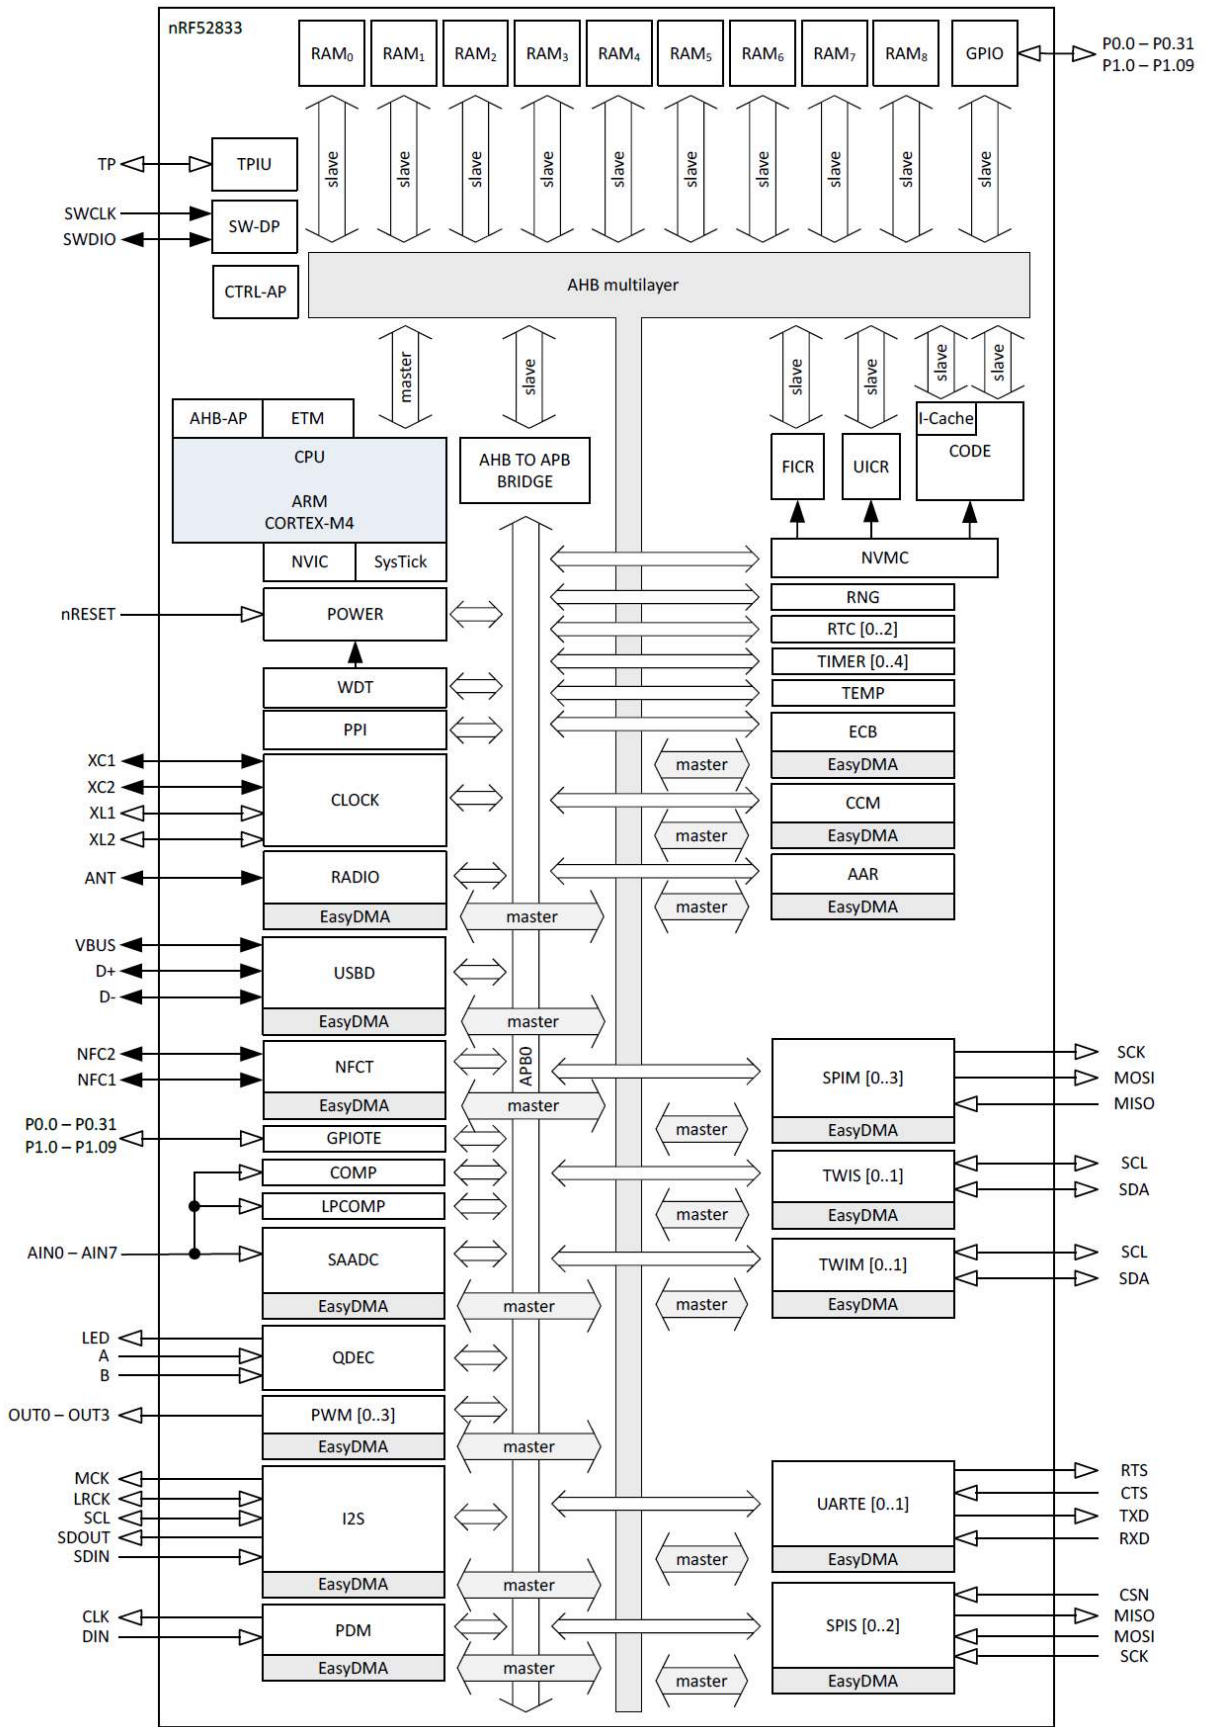 nRF52833
RAM0 RAM1 RAM2 RAM3 RAM4 RAM5 RAM6 RAM7 RAM8 GPIO
P0.0 – P0.31
P1.0 – P1.09
slave slave slave slave slave slave slave slave slave slave
TP TPIU
SWCLK
SWDIO
SW-DP
CTRL-AP
AHB multilayer
master slave slave slave slave slave
AHB-AP ETM
CPU
ARM
CORTEX-M4
NVIC SysTick
AHB TO APB
BRIDGE
FICR UICR I-Cache
CODE
NVMC
nRESET POWER
RNG
RTC [0..2]
TIMER [0..4]
WDT
TEMP
PPI
ECB
master EasyDMA
XC1
XC2
XL1
XL2
CLOCK
CCM
master EasyDMA
ANT RADIO
EasyDMA master
AAR
master EasyDMA
VBUS
D+
D-
USBD
EasyDMA master
APB0
NFC2
NFC1
NFCT
EasyDMA master
SPIM [0..3]
master EasyDMA
SCK
MOSI
MISO
P0.0 – P0.31
P1.0 – P1.09
GPIOTE
COMP
LPCOMP
TWIS [0..1]
master EasyDMA
SCL
SDA
AIN0 – AIN7 SAADC
EasyDMA master
TWIM [0..1]
master EasyDMA
SCL
SDA
LED
A
B
QDEC
OUT0 – OUT3 PWM [0..3]
EasyDMA master
MCK
LRCK
SCL
SDOUT
SDIN
I2S
EasyDMA master
UARTE [0..1]
master EasyDMA
RTS
CTS
TXD
RXD
CLK
DIN
PDM
EasyDMA master
SPIS [0..2]
master EasyDMA
CSN
MISO
MOSI
SCK